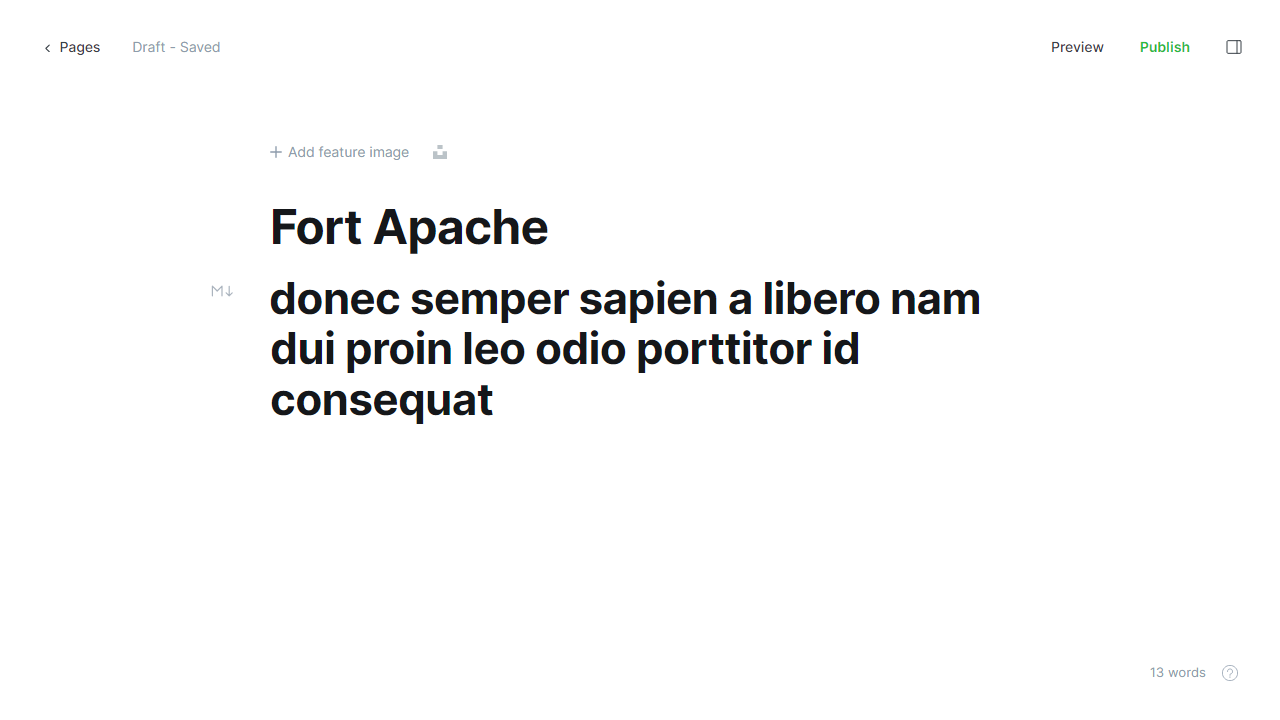 Pages
Draft - Saved
Preview
Publish
Add feature image
Fort Apache
M↓
donec semper sapien a libero nam
dui proin leo odio porttitor id
consequat
13 words
?